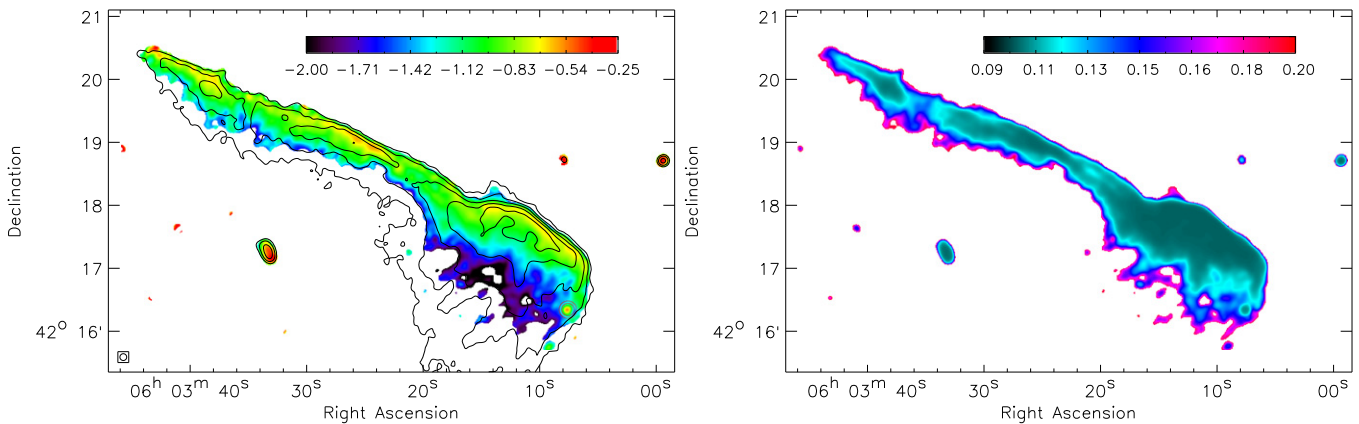 21
−2.00 −1.71 −1.42 −1.12 −0.83 −0.54 −0.25
20
19
18
17
42° 16'
Declination
06ʰ 03ᵐ 40ˢ 30ˢ 20ˢ 10ˢ 00ˢ
Right Ascension
21
0.09 0.11 0.13 0.15 0.16 0.18 0.20
20
19
18
17
42° 16'
Declination
06ʰ 03ᵐ 40ˢ 30ˢ 20ˢ 10ˢ 00ˢ
Right Ascension